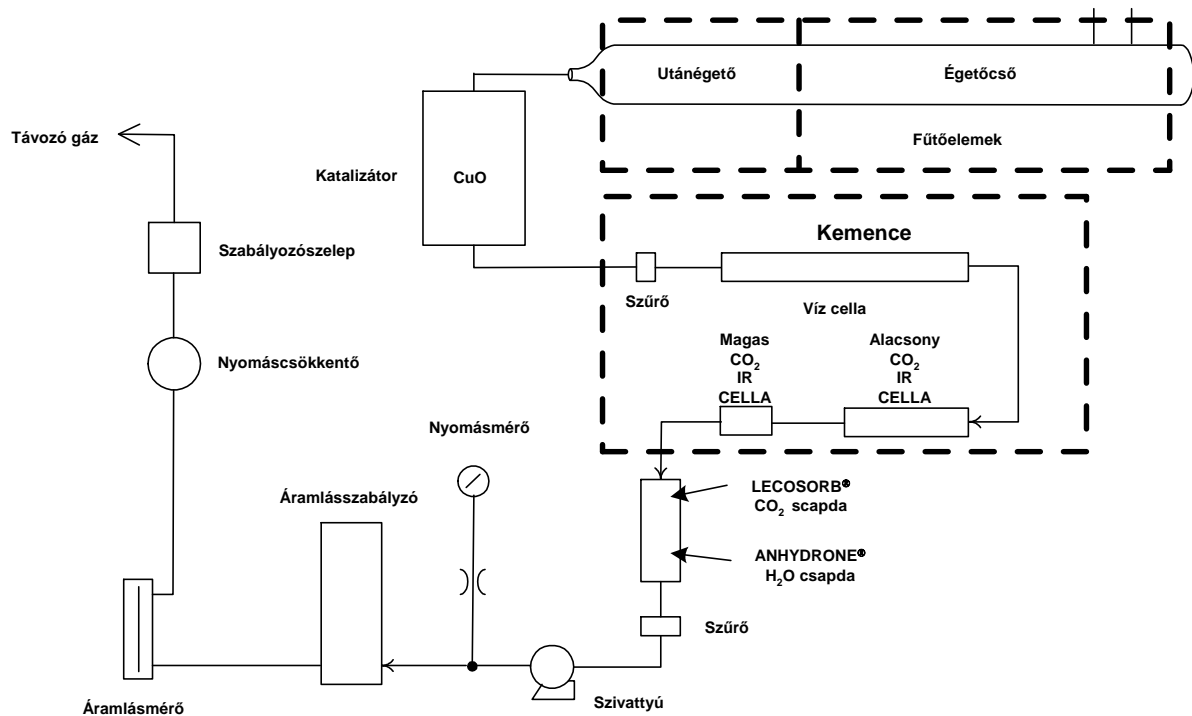 Utánégető
Égetőcső
Távozó gáz
Fűtőelemek
Katalizátor
CuO
Kemence
Szabályozószelep
Szűrő
Víz cella
Magas
CO₂
IR
CELLA
Alacsony
CO₂
IR
CELLA
Nyomáscsökkentő
Nyomásmérő
Áramlásszabályzó
LECOSORB®
CO₂ scapda
ANHYDRONE®
H₂O csapda
Szűrő
Szivattyú
Áramlásmérő